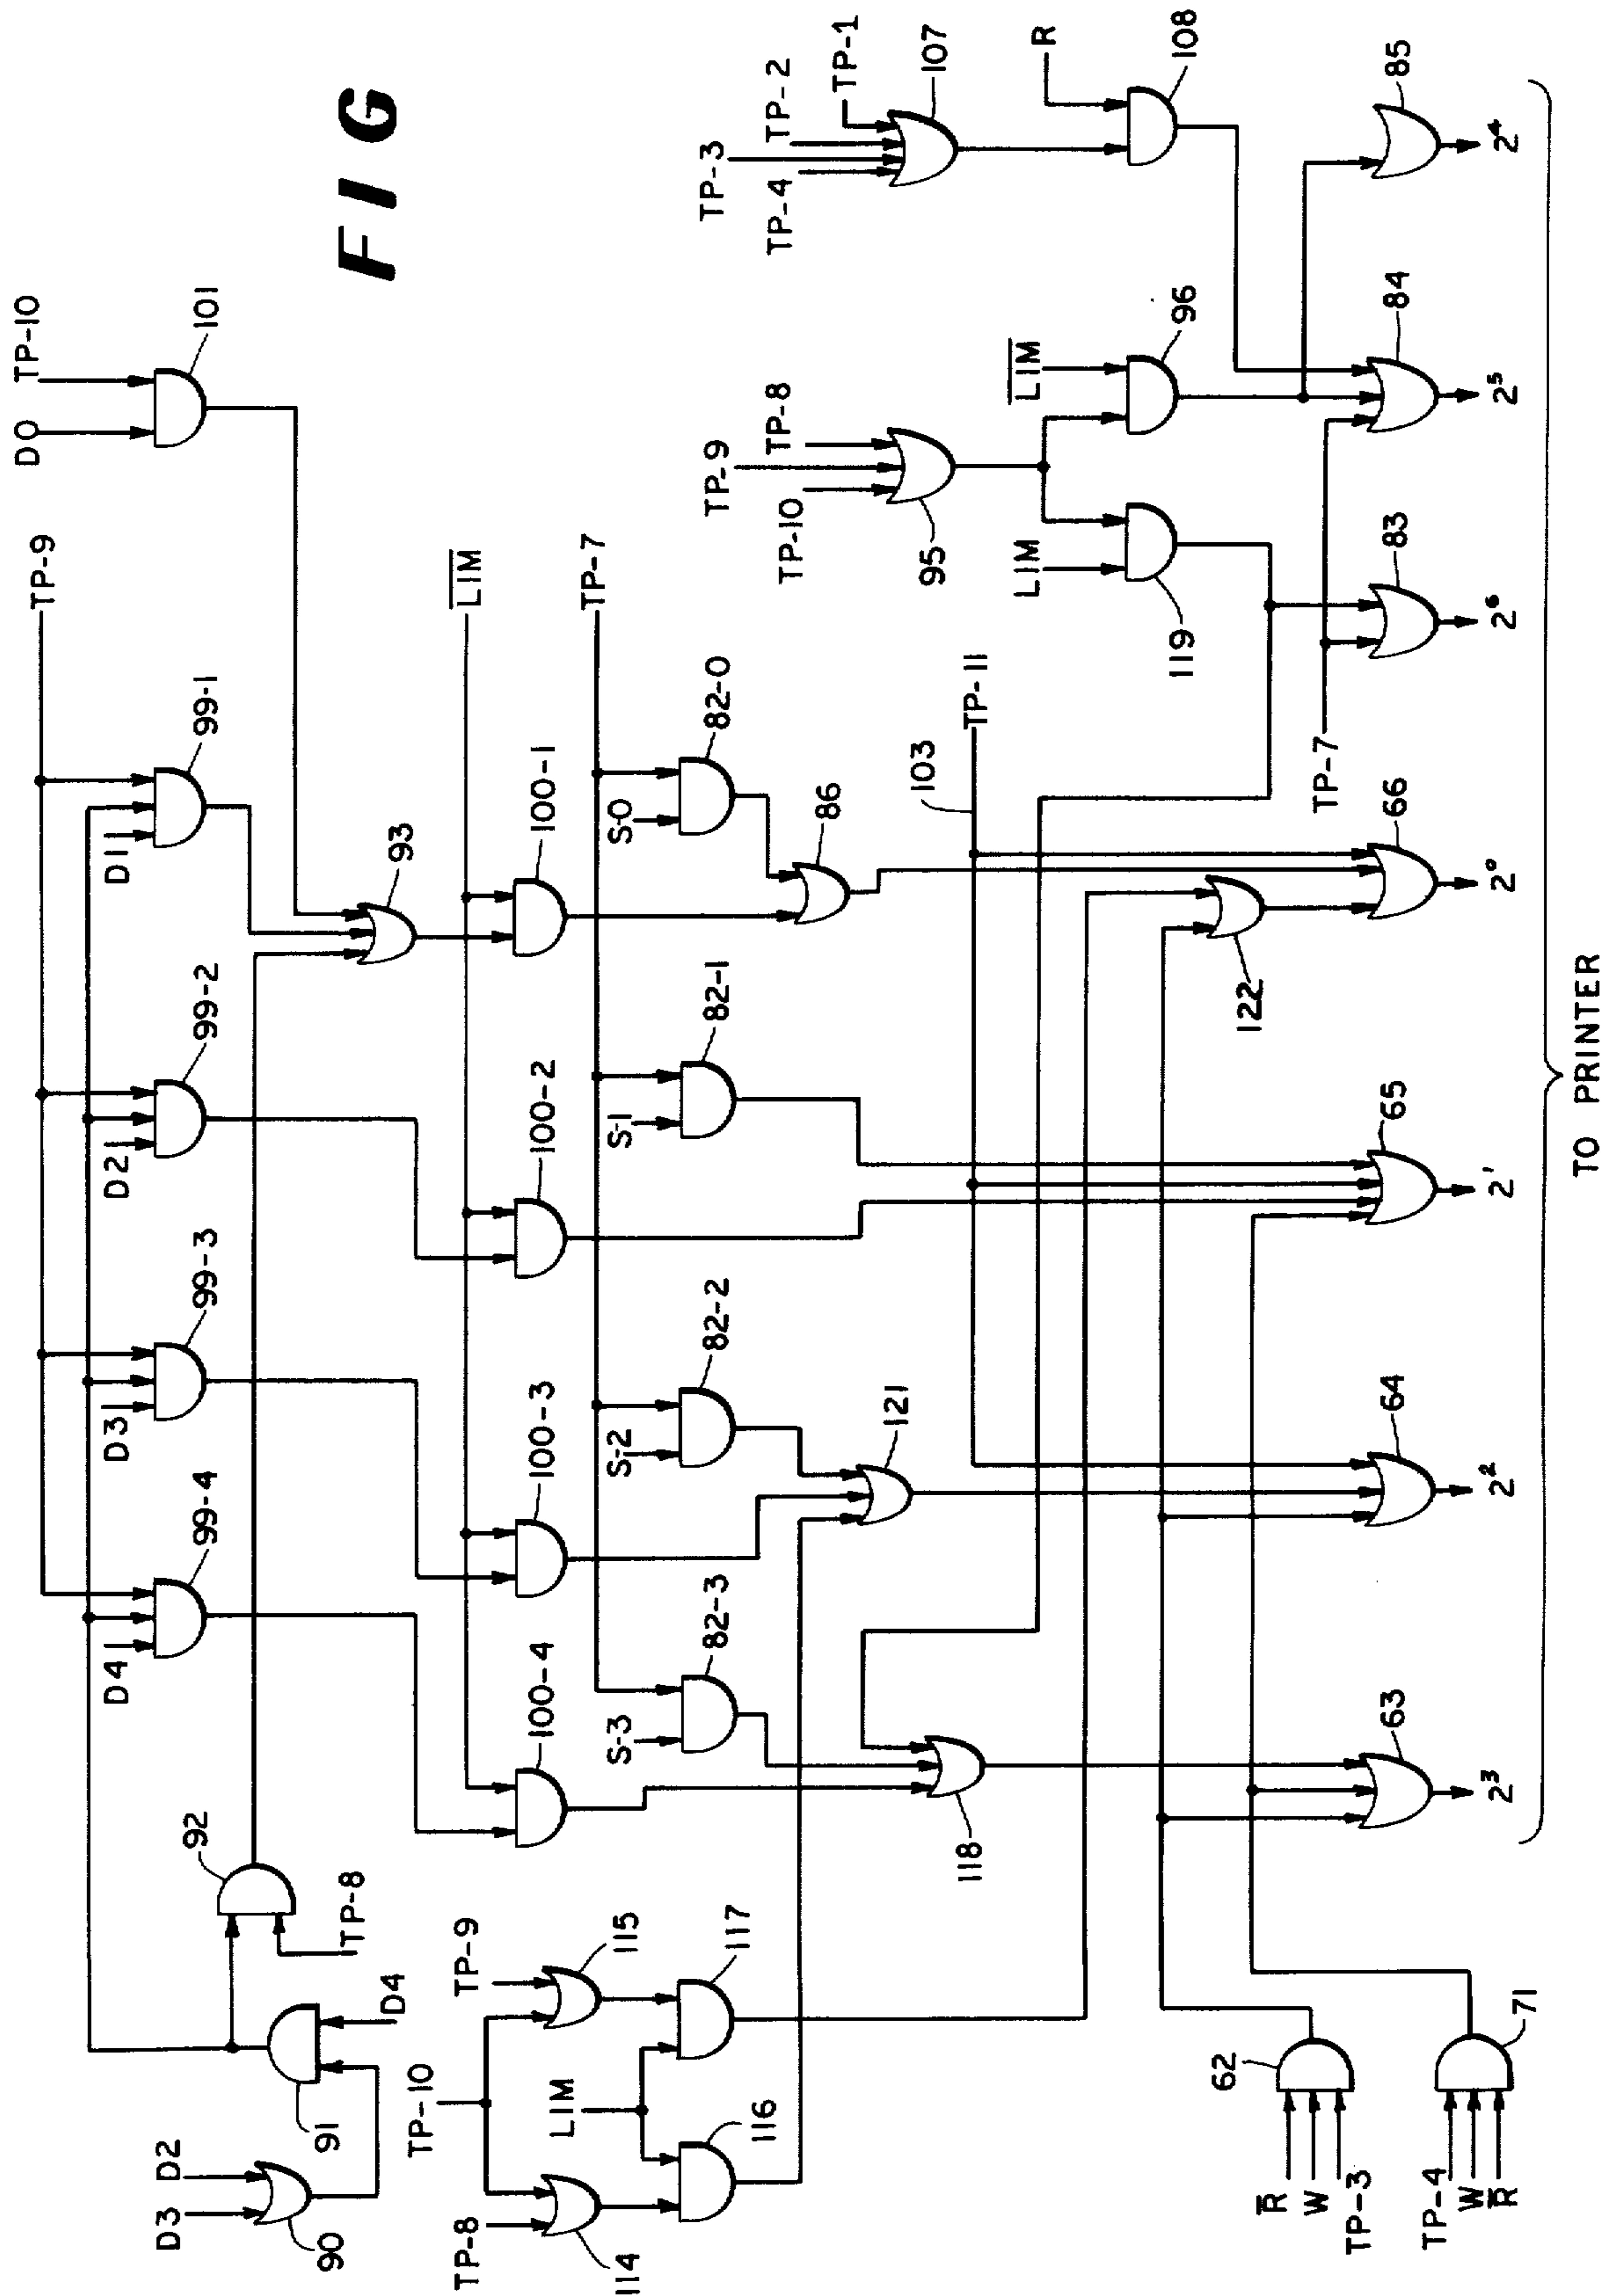 FIG
DO
TP-10
101
TP-9
D1
99-1
D2
99-2
D3
99-3
D4
99-4
93
92
TP-8
91
D4
D2
D3
90
LIM
100-1
100-2
100-3
100-4
TP-7
S-0
82-0
S-1
82-1
S-2
82-2
S-3
82-3
86
121
118
TP-10
TP-9
115
TP-8
114
LIM
117
116
TP-3
TP-2
TP-1
TP-4
107
R
108
TP-9
TP-8
TP-10
95
LIM
96
LIM
119
103
TP-11
122
TP-7
R
W
TP-3
62
TP-4
W
R
71
63
64
65
66
83
84
85
2³
2²
2¹
2⁰
2⁶
2⁵
2⁴
TO PRINTER